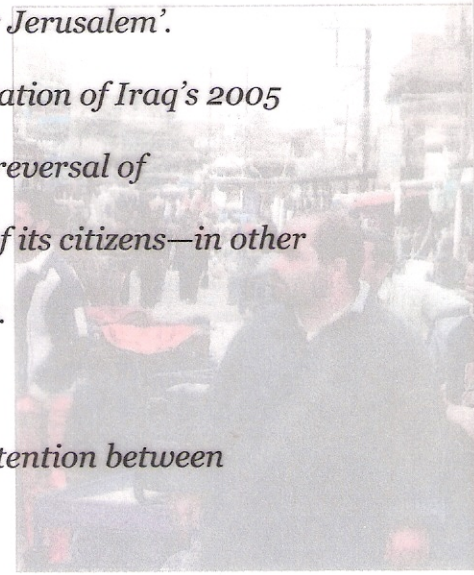 Jerusalem’.
ation of Iraq’s 2005
reversal of
f its citizens—in other
.
tention between